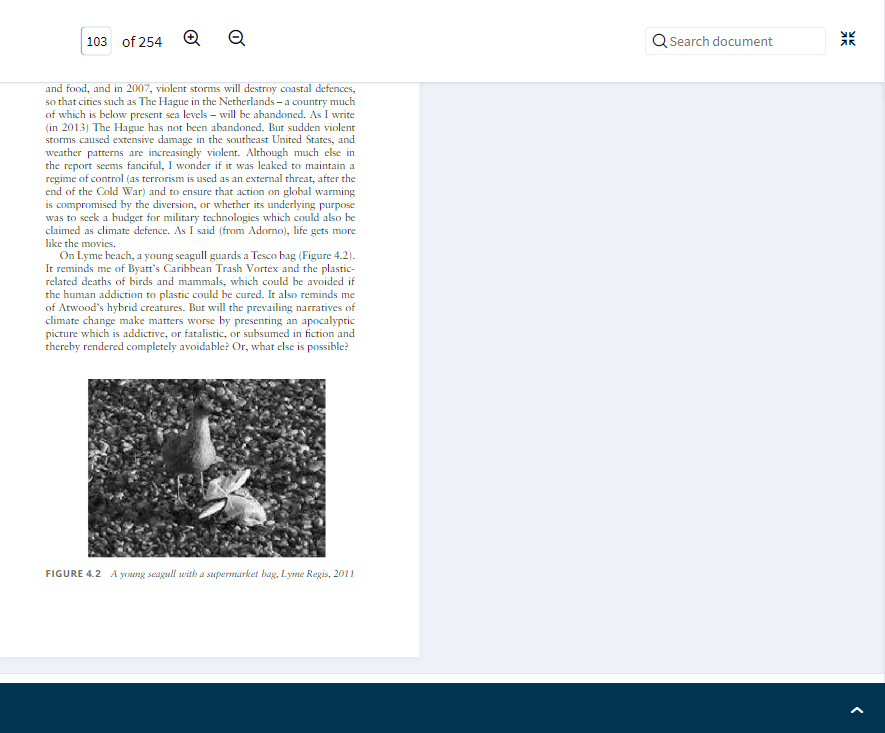 103 of 254
Search document
and food, and in 2007, violent storms will destroy coastal defences,
so that cities such as The Hague in the Netherlands – a country much
of which is below present sea levels – will be abandoned. As I write
(in 2013) The Hague has not been abandoned. But sudden violent
storms caused extensive damage in the southeast United States, and
weather patterns are increasingly violent. Although much else in
the report seems fanciful, I wonder if it was leaked to maintain a
regime of control (as terrorism is used as an external threat, after the
end of the Cold War) and to ensure that action on global warming
is compromised by the diversion, or whether its underlying purpose
was to seek a budget for military technologies which could also be
claimed as climate defence. As I said (from Adorno), life gets more
like the movies.
On Lyme beach, a young seagull guards a Tesco bag (Figure 4.2).
It reminds me of Byatt's Caribbean Trash Vortex and the plastic-
related deaths of birds and mammals, which could be avoided if
the human addiction to plastic could be cured. It also reminds me
of Atwood's hybrid creatures. But will the prevailing narratives of
climate change make matters worse by presenting an apocalyptic
picture which is addictive, or fatalistic, or subsumed in fiction and
thereby rendered completely avoidable? Or, what else is possible?
FIGURE 4.2 A young seagull with a supermarket bag, Lyme Regis, 2011